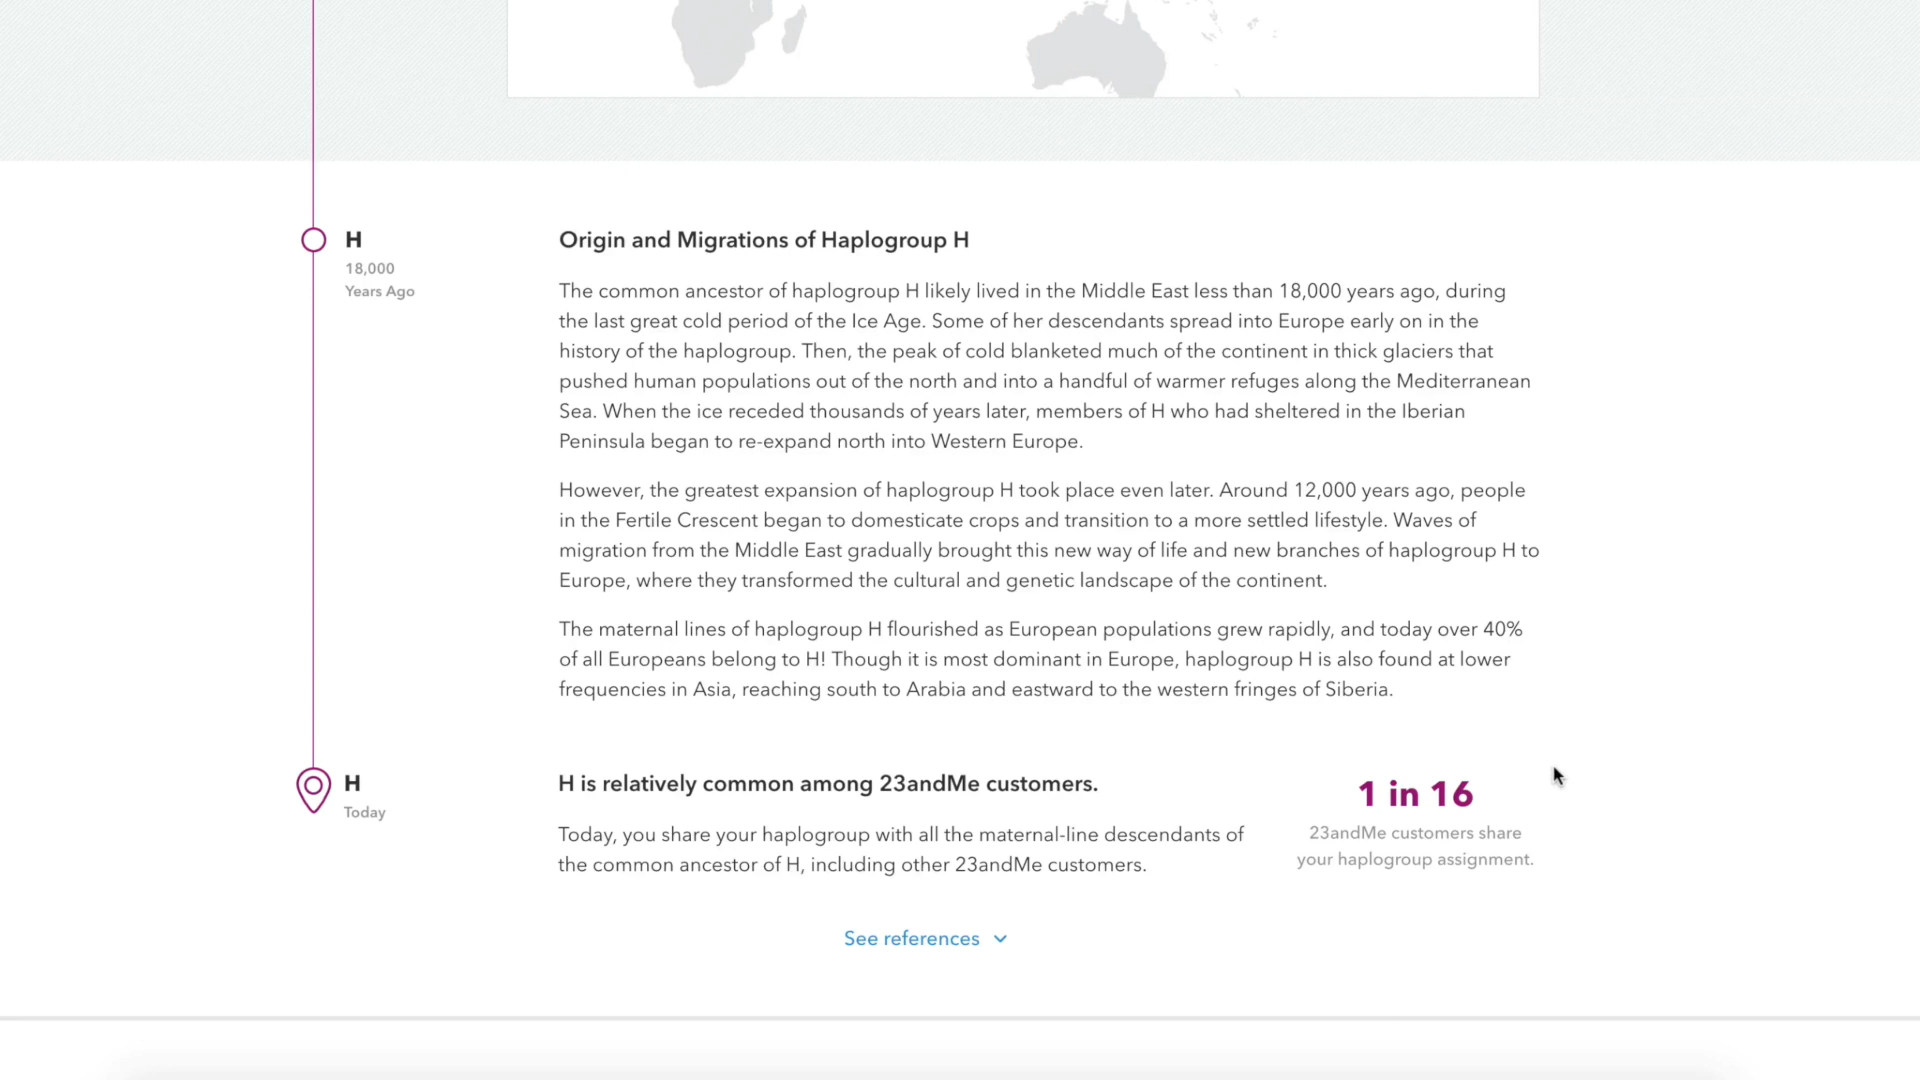 H
18,000
Years Ago
Origin and Migrations of Haplogroup H
The common ancestor of haplogroup H likely lived in the Middle East less than 18,000 years ago, during
the last great cold period of the Ice Age. Some of her descendants spread into Europe early on in the
history of the haplogroup. Then, the peak of cold blanketed much of the continent in thick glaciers that
pushed human populations out of the north and into a handful of warmer refuges along the Mediterranean
Sea. When the ice receded thousands of years later, members of H who had sheltered in the Iberian
Peninsula began to re-expand north into Western Europe.
However, the greatest expansion of haplogroup H took place even later. Around 12,000 years ago, people
in the Fertile Crescent began to domesticate crops and transition to a more settled lifestyle. Waves of
migration from the Middle East gradually brought this new way of life and new branches of haplogroup H to
Europe, where they transformed the cultural and genetic landscape of the continent.
The maternal lines of haplogroup H flourished as European populations grew rapidly, and today over 40%
of all Europeans belong to H! Though it is most dominant in Europe, haplogroup H is also found at lower
frequencies in Asia, reaching south to Arabia and eastward to the western fringes of Siberia.
H
Today
H is relatively common among 23andMe customers.
Today, you share your haplogroup with all the maternal-line descendants of
the common ancestor of H, including other 23andMe customers.
1 in 16
23andMe customers share
your haplogroup assignment.
See references